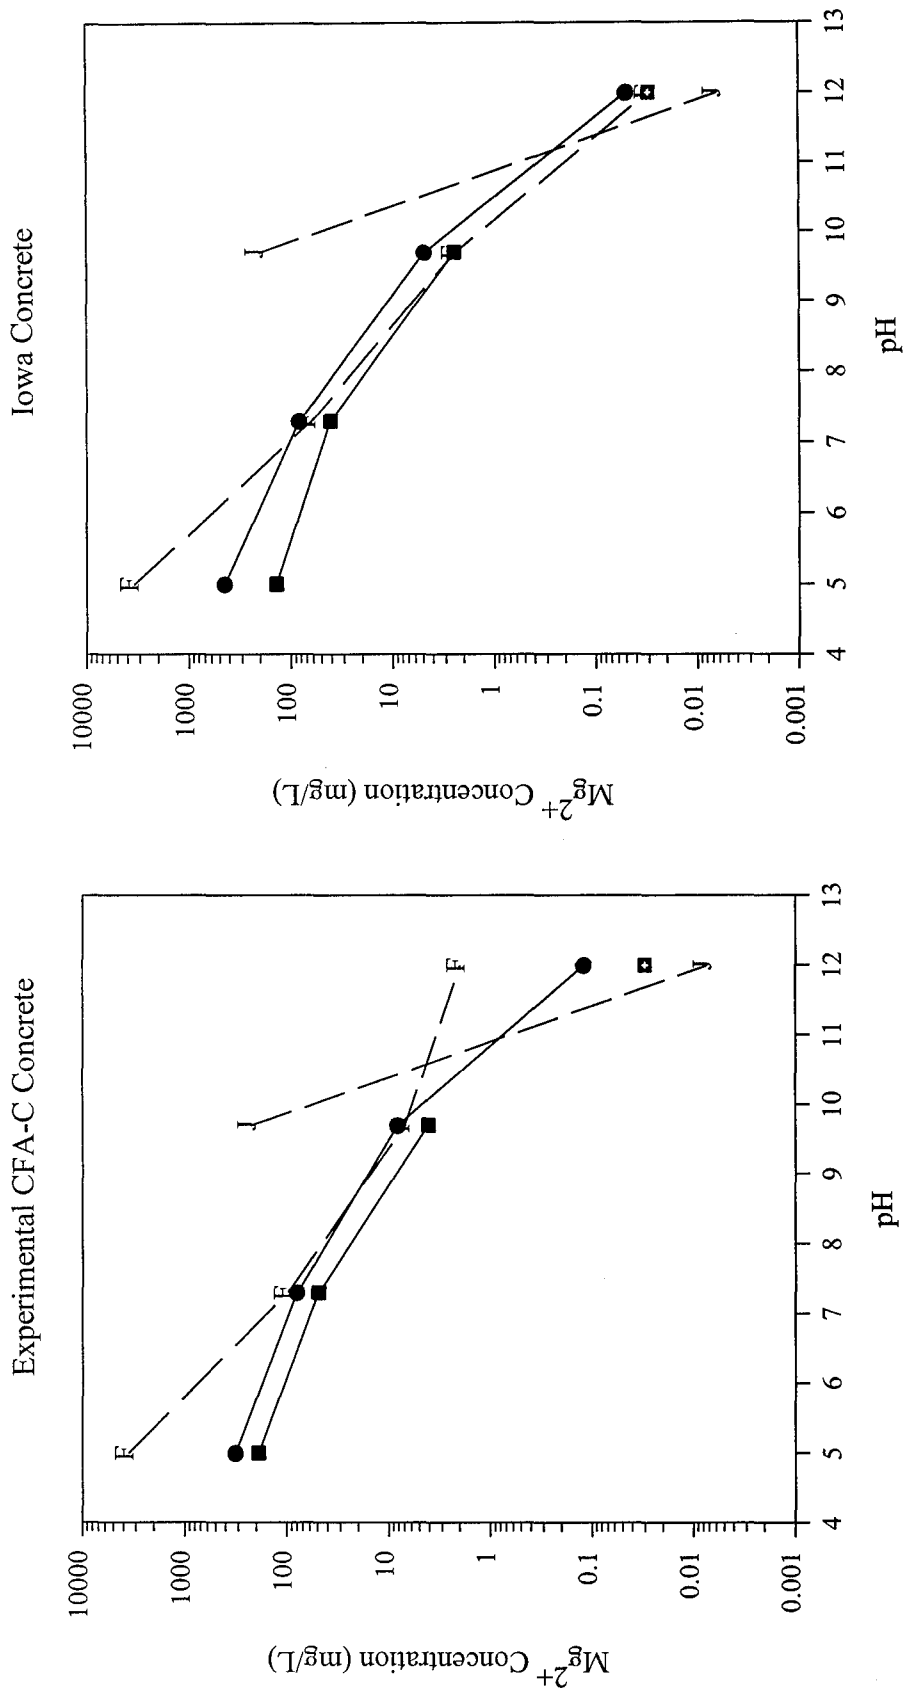 Experimental CFA-C Concrete
Mg2+ Concentration (mg/L)
10000
1000
100
10
1
0.1
0.01
0.001
4
5
6
7
8
9
10
11
12
13
pH
F
F
F
J
J
Iowa Concrete
Mg2+ Concentration (mg/L)
10000
1000
100
10
1
0.1
0.01
0.001
4
5
6
7
8
9
10
11
12
13
pH
F
J
J